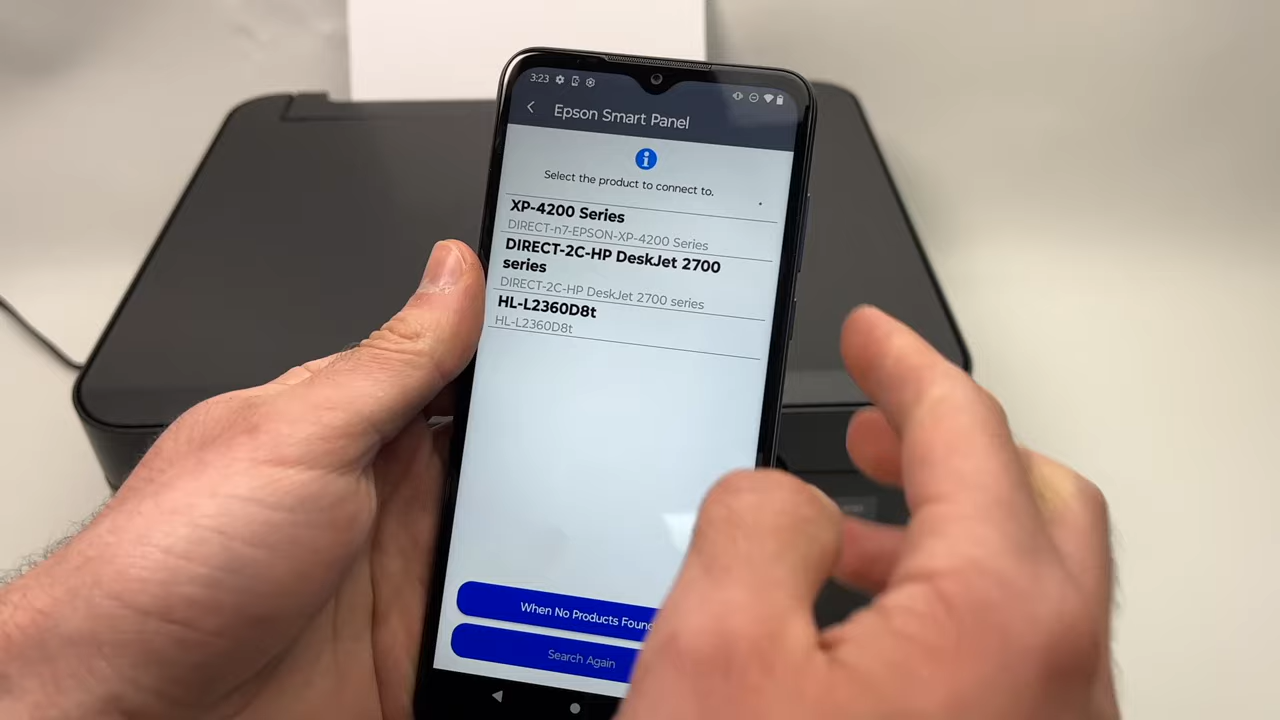 3:23
Epson Smart Panel
Select the product to connect to.
XP-4200 Series
DIRECT-n7-EPSON-XP-4200 Series
DIRECT-2C-HP DeskJet 2700
series
DIRECT-2C-HP DeskJet 2700 series
HL-L2360D8t
HL-L2360D8t
When No Products Found
Search Again